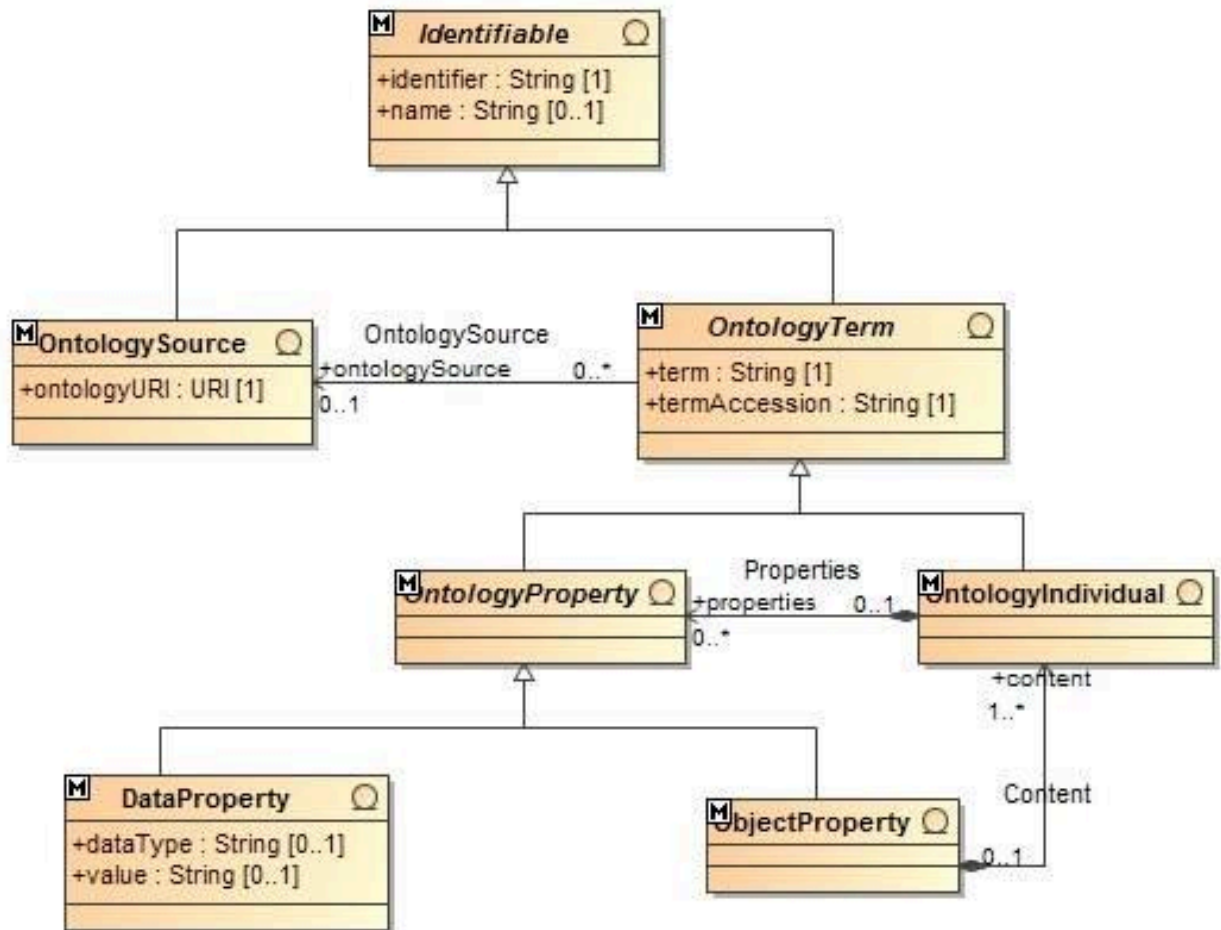 M
Identifiable
+identifier : String [1]
+name : String [0..1]
M
OntologySource
+ontologyURI : URI [1]
OntologySource
+ontologySource
0..*
0..1
M
OntologyTerm
+term : String [1]
+termAccession : String [1]
M
OntologyProperty
Properties
+properties
0..1
0..*
M
OntologyIndividual
+content
1..*
Content
0..1
M
DataProperty
+dataType : String [0..1]
+value : String [0..1]
M
ObjectProperty